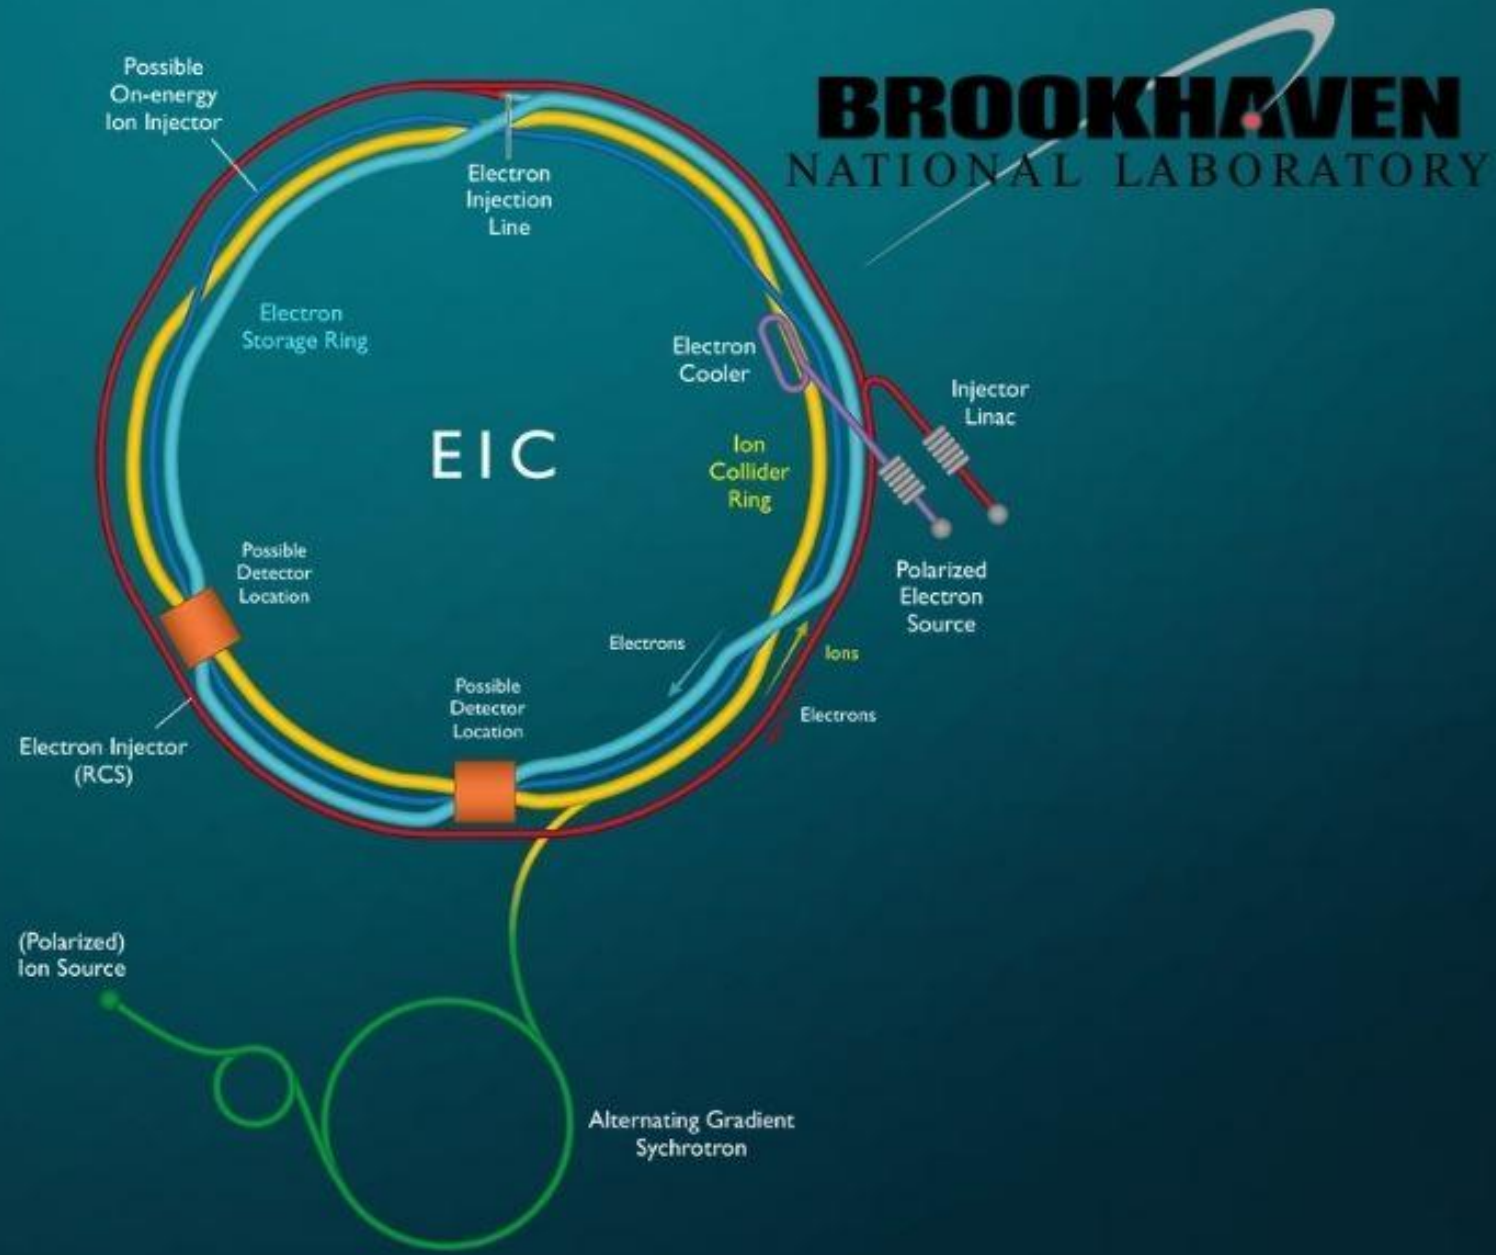 BROOKHAVEN
NATIONAL LABORATORY
Possible
On-energy
Ion Injector
Electron
Injection
Line
Electron
Storage Ring
Electron
Cooler
Injector
Linac
EIC
Ion
Collider
Ring
Possible
Detector
Location
Polarized
Electron
Source
Electrons
Ions
Possible
Detector
Location
Electrons
Electron Injector
(RCS)
(Polarized)
Ion Source
Alternating Gradient
Sychrotron